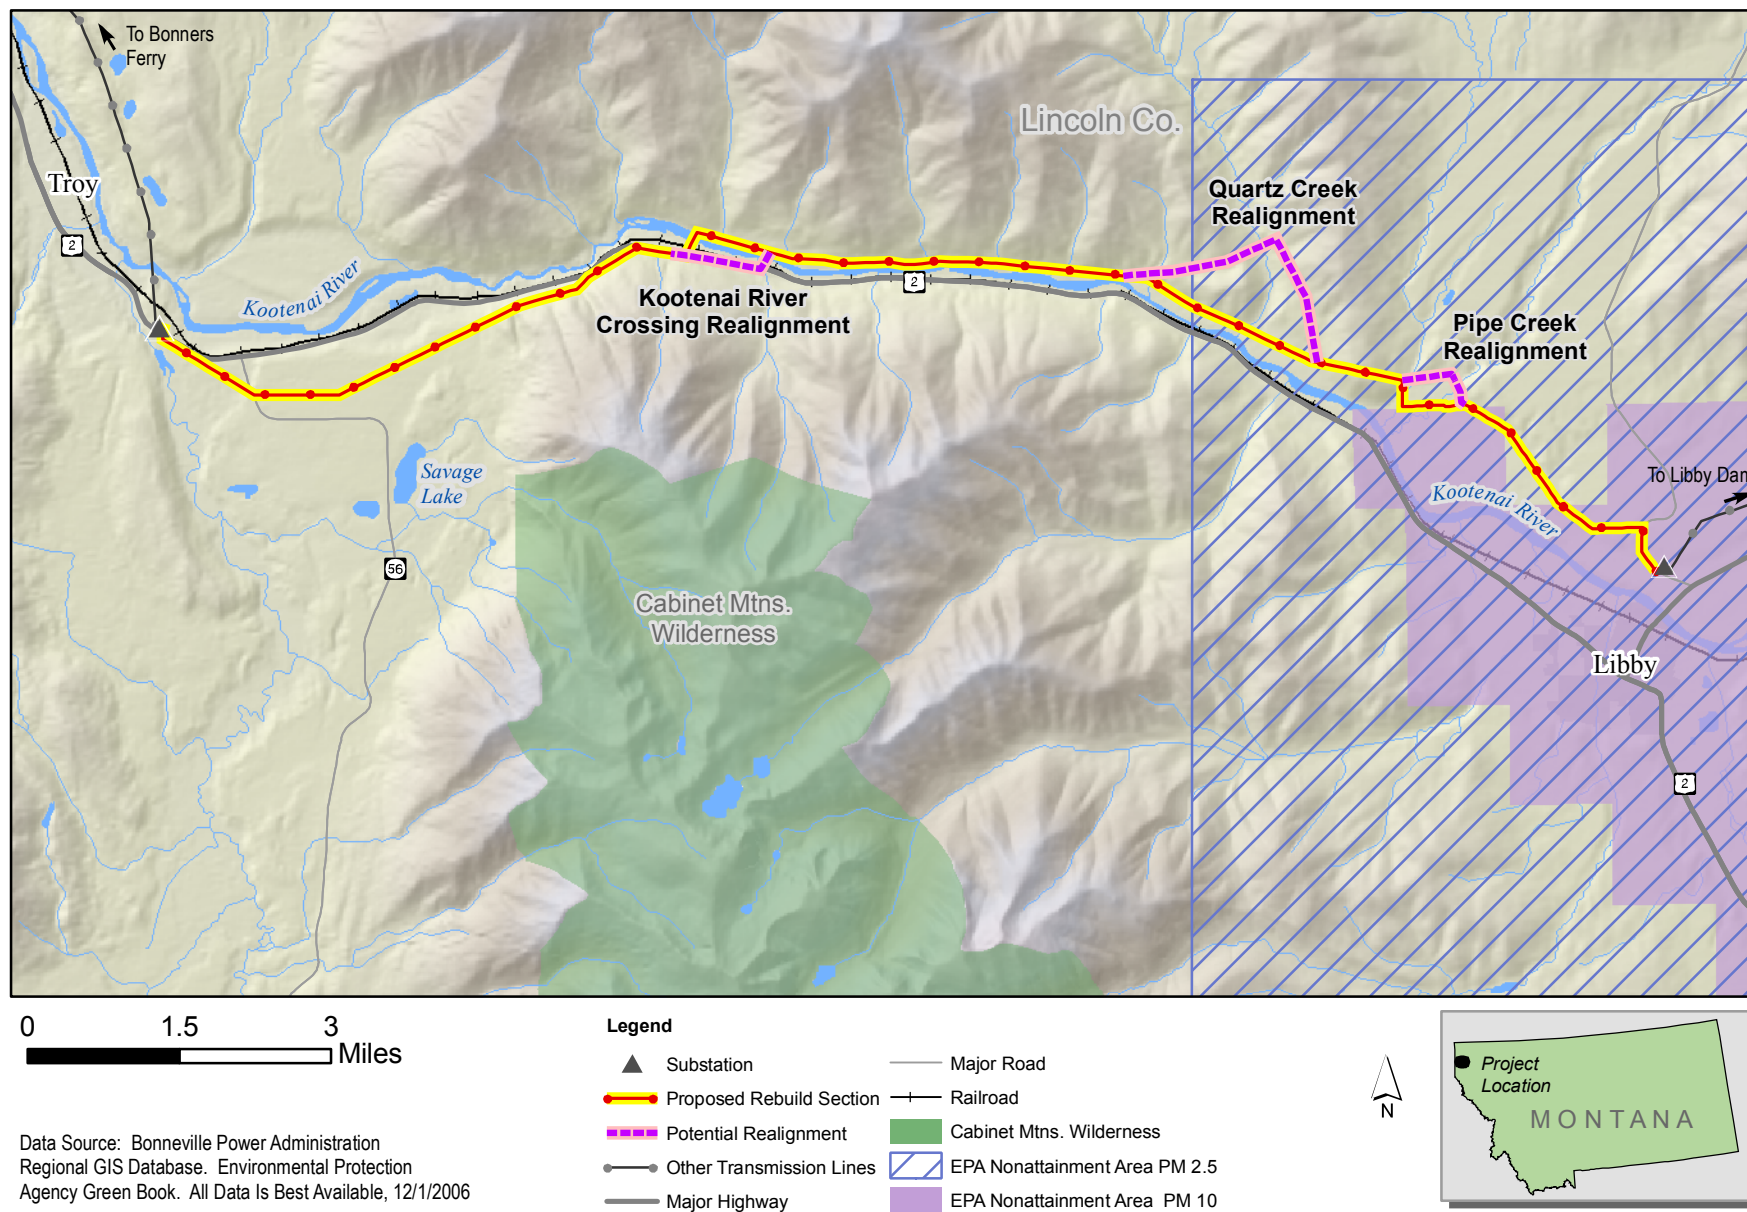 To Bonners
Ferry
Lincoln Co.
Troy
Quartz Creek
Realignment
2
Kootenai River
2
Kootenai River
Crossing Realignment
Pipe Creek
Realignment
Savage
Lake
To Libby Dam
Kootenai River
56
Cabinet Mtns.
Wilderness
Libby
2
0 1.5 3
Miles
Data Source: Bonneville Power Administration
Regional GIS Database. Environmental Protection
Agency Green Book. All Data Is Best Available, 12/1/2006
Legend
Substation
Proposed Rebuild Section
Potential Realignment
Other Transmission Lines
Major Highway
Major Road
Railroad
Cabinet Mtns. Wilderness
EPA Nonattainment Area PM 2.5
EPA Nonattainment Area PM 10
N
Project
Location
MONTANA